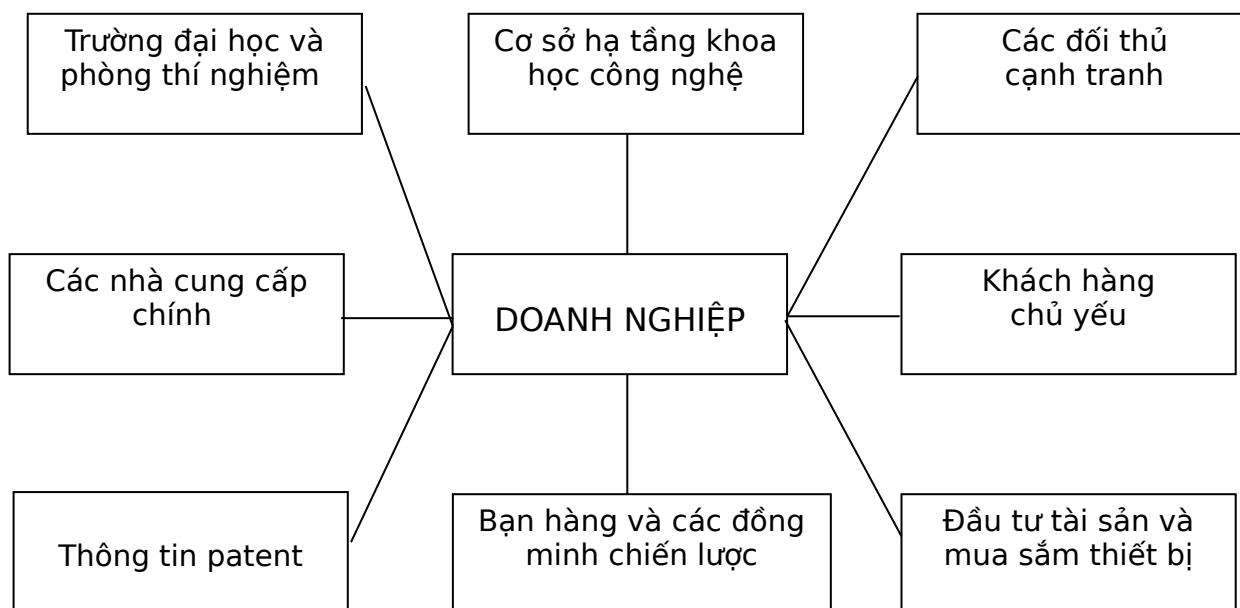 Trường đại học và
phòng thí nghiệm
Cơ sở hạ tầng khoa
học công nghệ
Các đối thủ
cạnh tranh
Các nhà cung cấp
chính
DOANH NGHIỆP
Khách hàng
chủ yếu
Thông tin patent
Bạn hàng và các đồng
minh chiến lược
Đầu tư tài sản và
mua sắm thiết bị